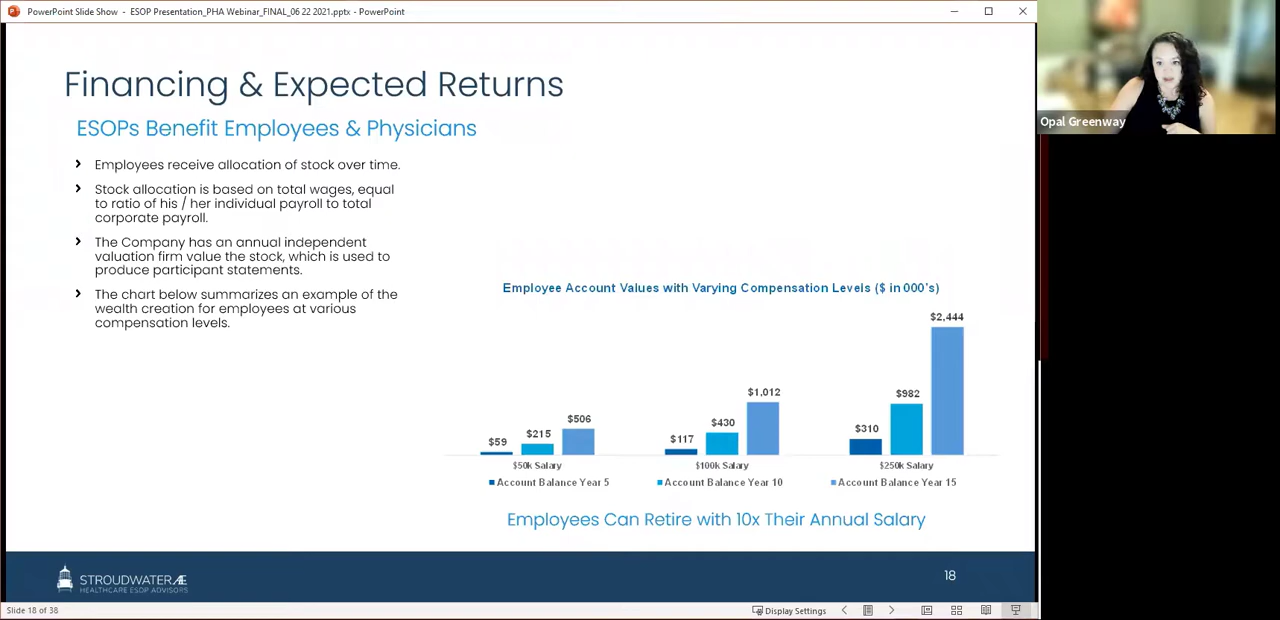 PowerPoint Slide Show - ESOP Presentation_PHA Webinar_FINAL_06 22 2021.pptx - PowerPoint
Financing & Expected Returns
ESOPs Benefit Employees & Physicians
Employees receive allocation of stock over time.
Stock allocation is based on total wages, equal
to ratio of his / her individual payroll to total
corporate payroll.
The Company has an annual independent
valuation firm value the stock, which is used to
produce participant statements.
The chart below summarizes an example of the
wealth creation for employees at various
compensation levels.
Employee Account Values with Varying Compensation Levels ($ in 000's)
$59 $215 $506 $117 $430 $1,012 $310 $982 $2,444
$50k Salary $100k Salary $250k Salary
Account Balance Year 5 Account Balance Year 10 Account Balance Year 15
Employees Can Retire with 10x Their Annual Salary
STROUDWATER AE
HEALTHCARE ESOP ADVISORS
18
Slide 18 of 38
Display Settings
Opal Greenway